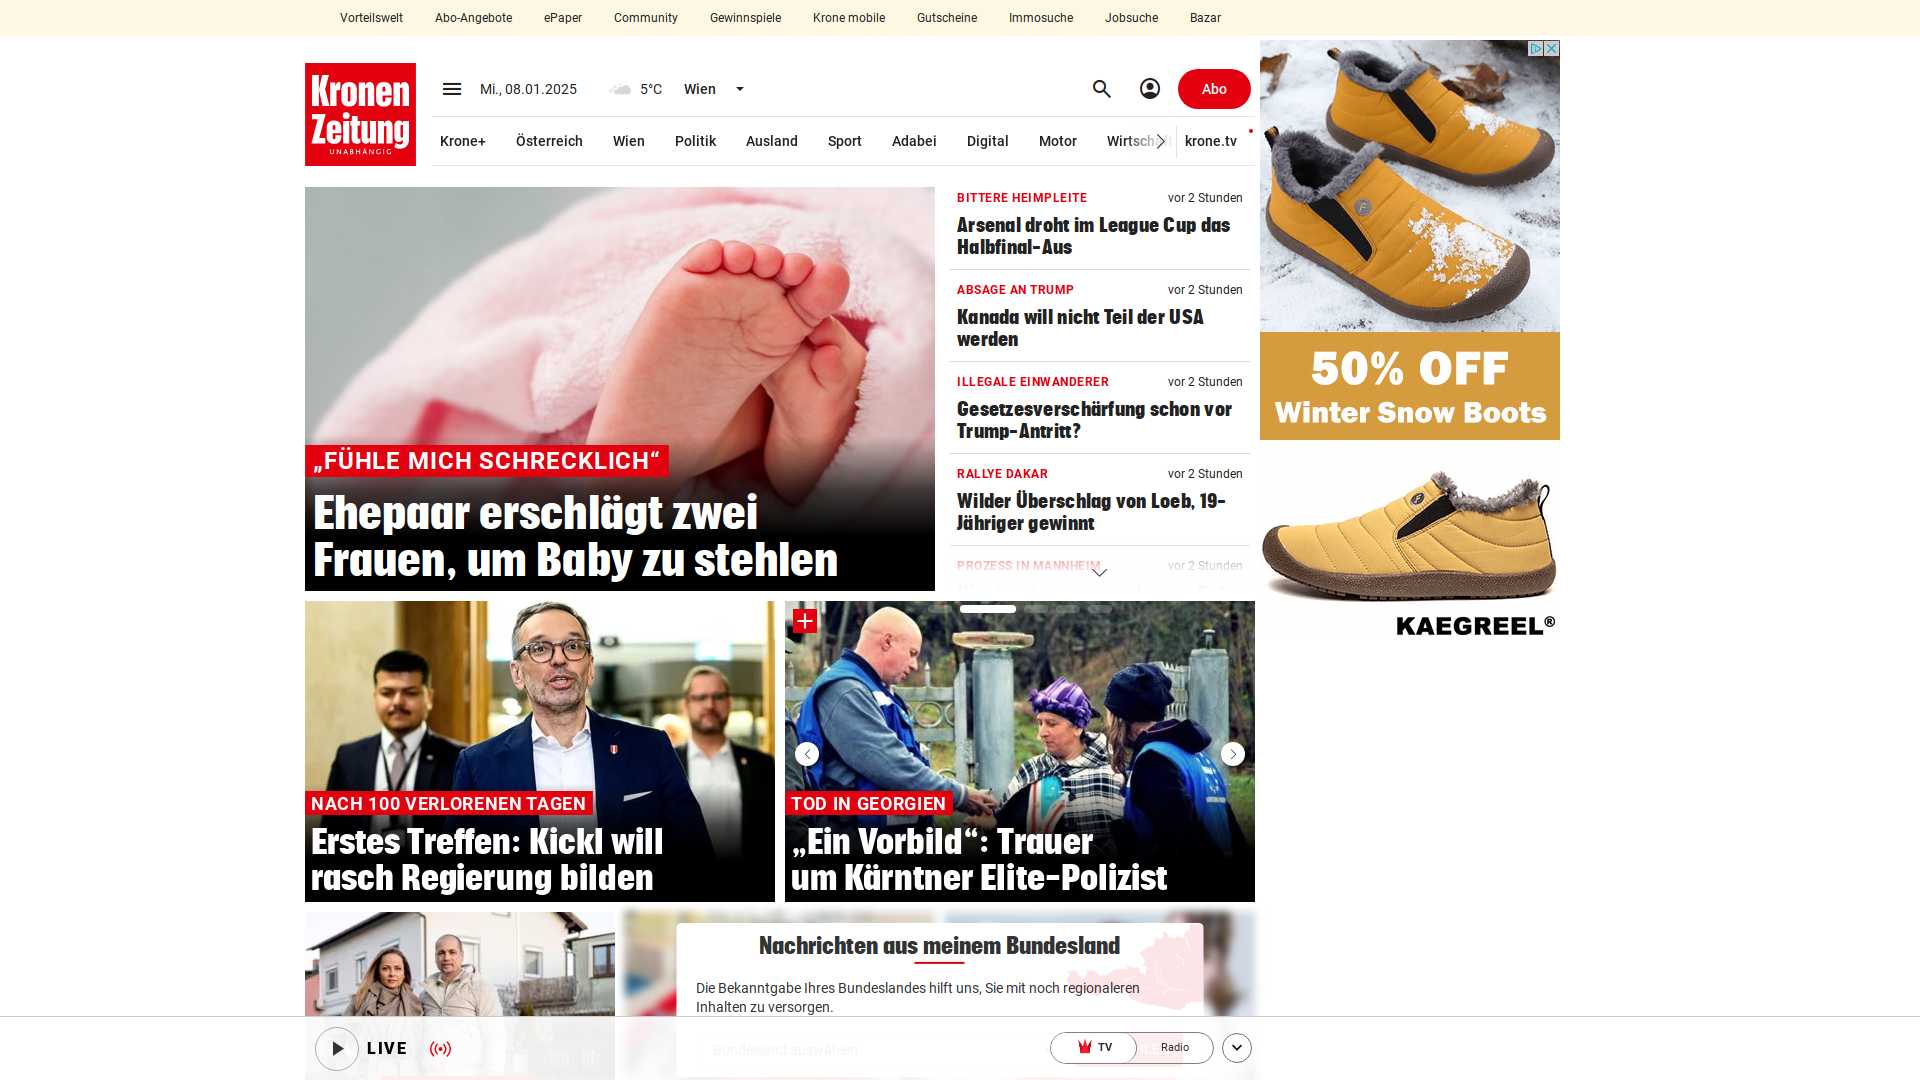 Vorteilswelt Abo-Angebote ePaper Community Gewinnspiele Krone mobile Gutscheine Immosuche Jobsuche Bazar
Kronen
Zeitung
UNABHÄNGIG
Mi., 08.01.2025 5°C Wien
Abo
Krone+ Österreich Wien Politik Ausland Sport Adabei Digital Motor Wirtschaft krone.tv
„FÜHLE MICH SCHRECKLICH“
Ehepaar erschlägt zwei
Frauen, um Baby zu stehlen
BITTERE HEIMPLEITE vor 2 Stunden
Arsenal droht im League Cup das
Halbfinal-Aus
ABSAGE AN TRUMP vor 2 Stunden
Kanada will nicht Teil der USA
werden
ILLEGALE EINWANDERER vor 2 Stunden
Gesetzesverschärfung schon vor
Trump-Antritt?
RALLYE DAKAR vor 2 Stunden
Wilder Überschlag von Loeb, 19-
Jähriger gewinnt
PROZESS IN MANNHEIM vor 2 Stunden
50% OFF
Winter Snow Boots
KAEGREEL®
NACH 100 VERLORENEN TAGEN
Erstes Treffen: Kickl will
rasch Regierung bilden
TOD IN GEORGIEN
„Ein Vorbild“: Trauer
um Kärntner Elite-Polizist
Nachrichten aus meinem Bundesland
Die Bekanntgabe Ihres Bundeslandes hilft uns, Sie mit noch regionaleren
Inhalten zu versorgen.
Bundesland auswählen
LIVE
TV Radio